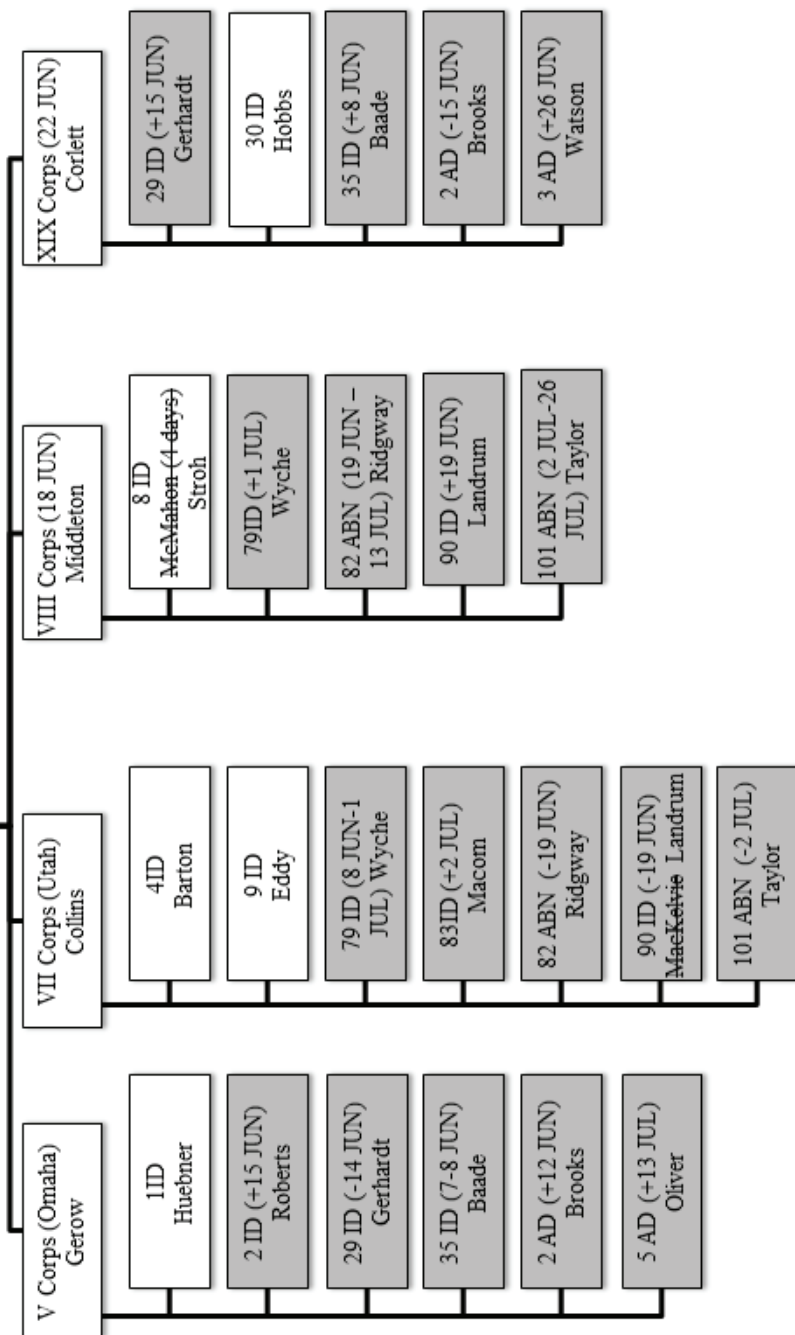 V Corps (Omaha)
Gerow
1ID
Huebner
2 ID (+15 JUN)
Roberts
29 ID (-14 JUN)
Gerhardt
35 ID (7-8 JUN)
Baade
2 AD (+12 JUN)
Brooks
5 AD (+13 JUL)
Oliver
VII Corps (Utah)
Collins
4ID
Barton
9 ID
Eddy
79 ID (8 JUN-1
JUL) Wyche
83ID (+2 JUL)
Macom
82 ABN (-19 JUN)
Ridgway
90 ID (-19 JUN)
MacKelvie Landrum
101 ABN (-2 JUL)
Taylor
VIII Corps (18 JUN)
Middleton
8 ID
McMahon (4 days)
Stroh
79ID (+1 JUL)
Wyche
82 ABN (19 JUN –
13 JUL) Ridgway
90 ID (+19 JUN)
Landrum
101 ABN (2 JUL-26
JUL) Taylor
XIX Corps (22 JUN)
Corlett
29 ID (+15 JUN)
Gerhardt
30 ID
Hobbs
35 ID (+8 JUN)
Baade
2 AD (-15 JUN)
Brooks
3 AD (+26 JUN)
Watson